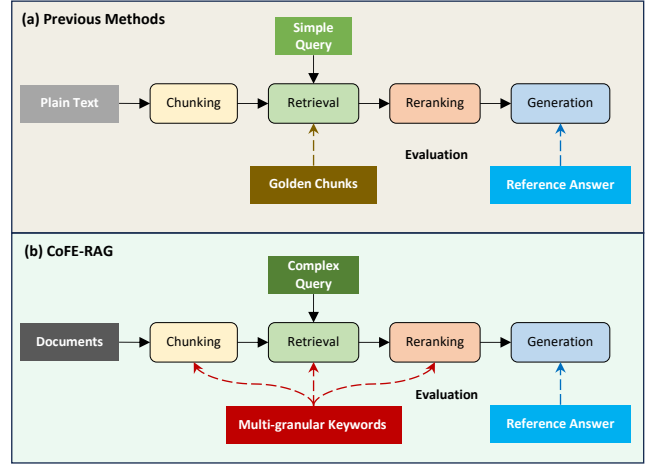 (a) Previous Methods
Simple
Query
Plain Text
Chunking
Retrieval
Reranking
Generation
Evaluation
Golden Chunks
Reference Answer
(b) CoFE-RAG
Complex
Query
Documents
Chunking
Retrieval
Reranking
Generation
Evaluation
Multi-granular Keywords
Reference Answer